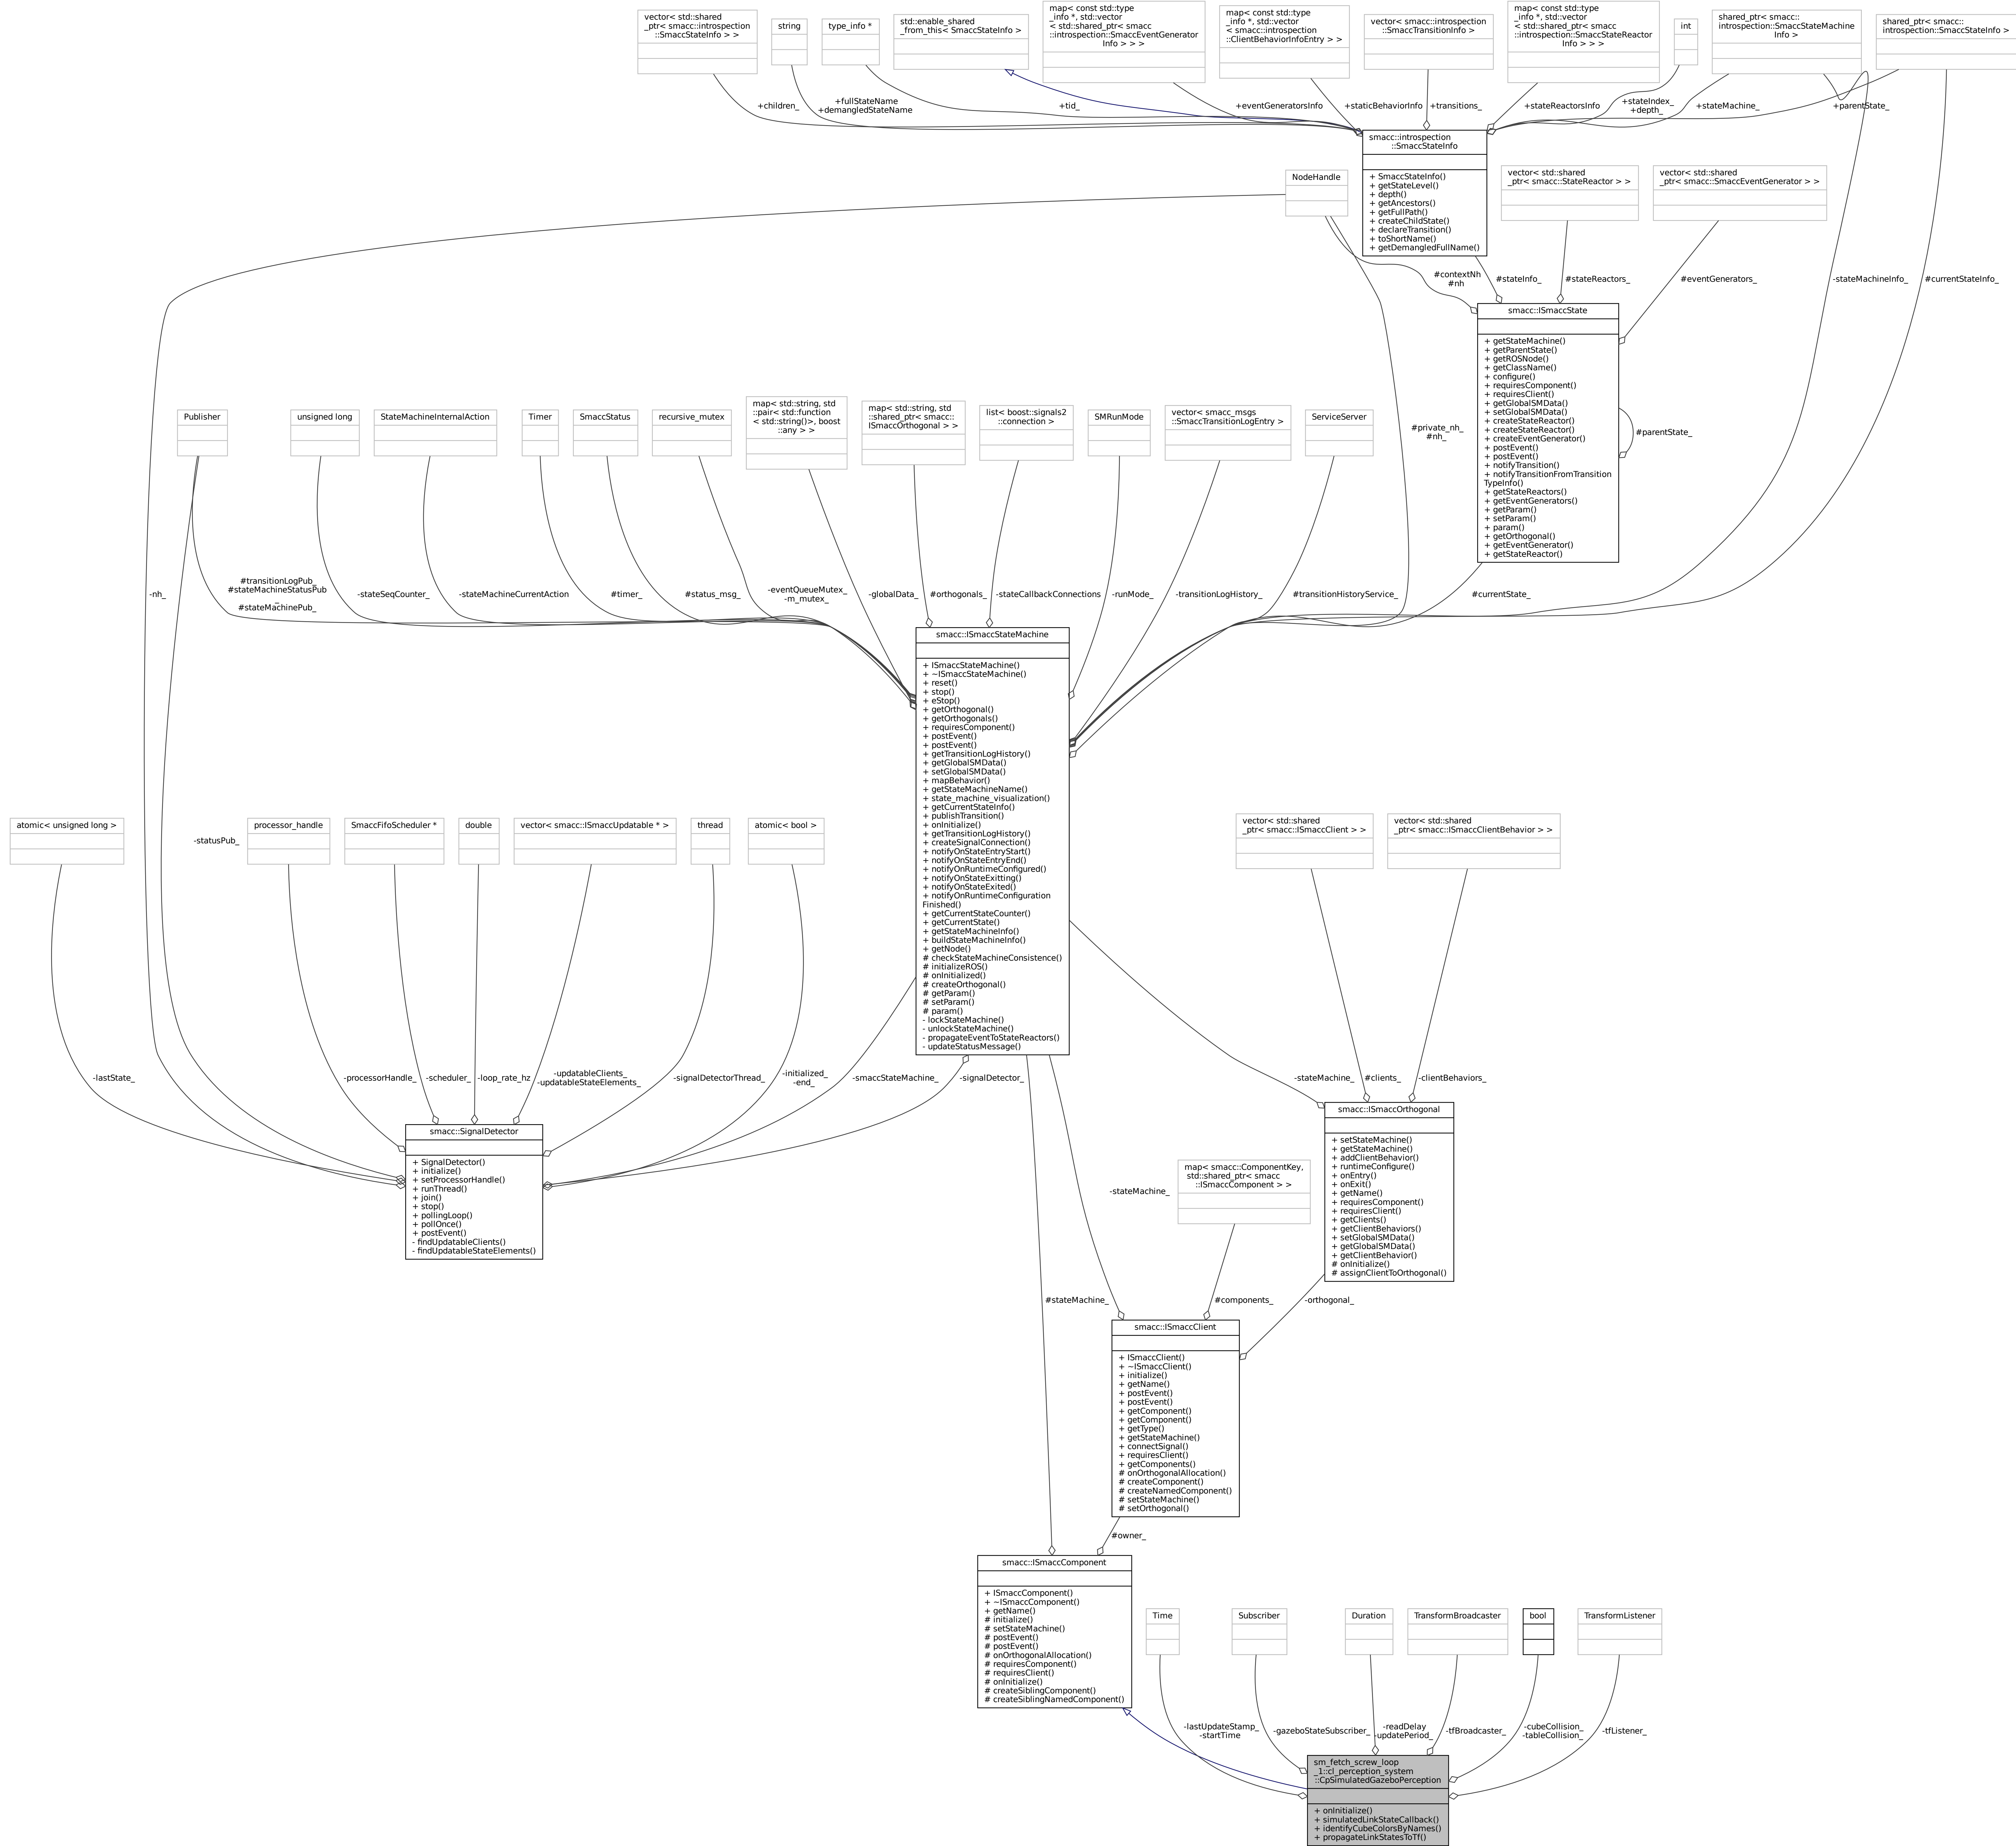 vector< std::shared
_ptr< smacc::introspection
::SmaccStateInfo > >
string
type_info *
std::enable_shared
_from_this< SmaccStateInfo >
map< const std::type
_info *, std::vector
< std::shared_ptr< smacc
::introspection::SmaccEventGenerator
Info > > >
map< const std::type
_info *, std::vector
< smacc::introspection
::ClientBehaviorInfoEntry > >
vector< smacc::introspection
::SmaccTransitionInfo >
map< const std::type
_info *, std::vector
< std::shared_ptr< smacc
::introspection::SmaccStateReactor
Info > > >
int
shared_ptr< smacc::
introspection::SmaccStateMachine
Info >
shared_ptr< smacc::
introspection::SmaccStateInfo >
+children_
+fullStateName
+demangledStateName
+tid_
+eventGeneratorsInfo
+staticBehaviorInfo
+transitions_
+stateReactorsInfo
+stateIndex_
+depth_
+stateMachine_
+parentState_
smacc::introspection
::SmaccStateInfo
+ SmaccStateInfo()
+ getStateLevel()
+ depth()
+ getAncestors()
+ getFullPath()
+ createChildState()
+ declareTransition()
+ toShortName()
+ getDemangledFullName()
NodeHandle
vector< std::shared
_ptr< smacc::StateReactor > >
vector< std::shared
_ptr< smacc::SmaccEventGenerator > >
#contextNh
#nh
#stateInfo_
#stateReactors_
#eventGenerators_
-stateMachineInfo_
#currentStateInfo_
smacc::ISmaccState
+ getStateMachine()
+ getParentState()
+ getROSNode()
+ getClassName()
+ configure()
+ requiresComponent()
+ requiresClient()
+ getGlobalSMData()
+ setGlobalSMData()
+ createStateReactor()
+ createStateReactor()
+ createEventGenerator()
+ postEvent()
+ postEvent()
+ notifyTransition()
+ notifyTransitionFromTransition
TypeInfo()
+ getStateReactors()
+ getEventGenerators()
+ getParam()
+ setParam()
+ param()
+ getOrthogonal()
+ getEventGenerator()
+ getStateReactor()
#parentState_
Publisher
unsigned long
StateMachineInternalAction
Timer
SmaccStatus
recursive_mutex
map< std::string, std
::pair< std::function
< std::string()>, boost
::any > >
map< std::string, std
::shared_ptr< smacc::
ISmaccOrthogonal > >
list< boost::signals2
::connection >
SMRunMode
vector< smacc_msgs
::SmaccTransitionLogEntry >
ServiceServer
#private_nh_
#nh_
-nh_
#transitionLogPub_
#stateMachineStatusPub
_
#stateMachinePub_
-stateSeqCounter_
-stateMachineCurrentAction
#timer_
#status_msg_
-eventQueueMutex_
-m_mutex_
-globalData_
#orthogonals_
-stateCallbackConnections
-runMode_
-transitionLogHistory_
#transitionHistoryService_
#currentState_
smacc::ISmaccStateMachine
+ ISmaccStateMachine()
+ ~ISmaccStateMachine()
+ reset()
+ stop()
+ eStop()
+ getOrthogonal()
+ getOrthogonals()
+ requiresComponent()
+ postEvent()
+ postEvent()
+ getTransitionLogHistory()
+ getGlobalSMData()
+ setGlobalSMData()
+ mapBehavior()
+ getStateMachineName()
+ state_machine_visualization()
+ getCurrentStateInfo()
+ publishTransition()
+ onInitialize()
+ getTransitionLogHistory()
+ createSignalConnection()
+ notifyOnStateEntryStart()
+ notifyOnStateEntryEnd()
+ notifyOnRuntimeConfigured()
+ notifyOnStateExitting()
+ notifyOnStateExited()
+ notifyOnRuntimeConfiguration
Finished()
+ getCurrentStateCounter()
+ getCurrentState()
+ getStateMachineInfo()
+ buildStateMachineInfo()
+ getNode()
# checkStateMachineConsistence()
# initializeROS()
# onInitialized()
# createOrthogonal()
# getParam()
# setParam()
# param()
- lockStateMachine()
- unlockStateMachine()
- propagateEventToStateReactors()
- updateStatusMessage()
atomic< unsigned long >
-statusPub_
processor_handle
SmaccFifoScheduler *
double
vector< smacc::ISmaccUpdatable * >
thread
atomic< bool >
vector< std::shared
_ptr< smacc::ISmaccClient > >
vector< std::shared
_ptr< smacc::ISmaccClientBehavior > >
-lastState_
-processorHandle_
-scheduler_
-loop_rate_hz
-updatableClients_
-updatableStateElements_
-signalDetectorThread_
-initialized_
-end_
-smaccStateMachine_
-signalDetector_
-stateMachine_
#clients_
-clientBehaviors_
smacc::SignalDetector
+ SignalDetector()
+ initialize()
+ setProcessorHandle()
+ runThread()
+ join()
+ stop()
+ pollingLoop()
+ pollOnce()
+ postEvent()
- findUpdatableClients()
- findUpdatableStateElements()
smacc::ISmaccOrthogonal
+ setStateMachine()
+ getStateMachine()
+ addClientBehavior()
+ runtimeConfigure()
+ onEntry()
+ onExit()
+ getName()
+ requiresComponent()
+ requiresClient()
+ getClients()
+ getClientBehaviors()
+ setGlobalSMData()
+ getGlobalSMData()
+ getClientBehavior()
# onInitialize()
# assignClientToOrthogonal()
-stateMachine_
map< smacc::ComponentKey,
std::shared_ptr< smacc
::ISmaccComponent > >
#stateMachine_
#components_
-orthogonal_
smacc::ISmaccClient
+ ISmaccClient()
+ ~ISmaccClient()
+ initialize()
+ getName()
+ postEvent()
+ postEvent()
+ getComponent()
+ getComponent()
+ getType()
+ getStateMachine()
+ connectSignal()
+ requiresClient()
+ getComponents()
# onOrthogonalAllocation()
# createComponent()
# createNamedComponent()
# setStateMachine()
# setOrthogonal()
#owner_
smacc::ISmaccComponent
+ ISmaccComponent()
+ ~ISmaccComponent()
+ getName()
# initialize()
# setStateMachine()
# postEvent()
# postEvent()
# onOrthogonalAllocation()
# requiresComponent()
# requiresClient()
# onInitialize()
# createSiblingComponent()
# createSiblingNamedComponent()
Time
Subscriber
Duration
TransformBroadcaster
bool
TransformListener
-lastUpdateStamp_
-startTime
-gazeboStateSubscriber_
-readDelay
-updatePeriod_
-tfBroadcaster_
-cubeCollision_
-tableCollision_
-tfListener_
sm_fetch_screw_loop
_1::cl_perception_system
::CpSimulatedGazeboPerception
+ onInitialize()
+ simulatedLinkStateCallback()
+ identifyCubeColorsByNames()
+ propagateLinkStatesToTf()